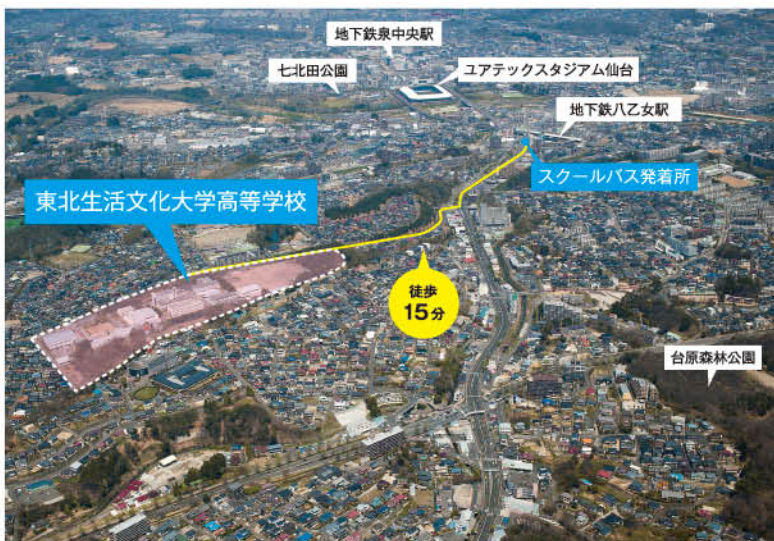 地下鉄泉中央駅
七北田公園
ユアテックスタジアム仙台
地下鉄八乙女駅
スクールバス発着所
東北生活文化大学高等学校
徒歩
15分
台原森林公園